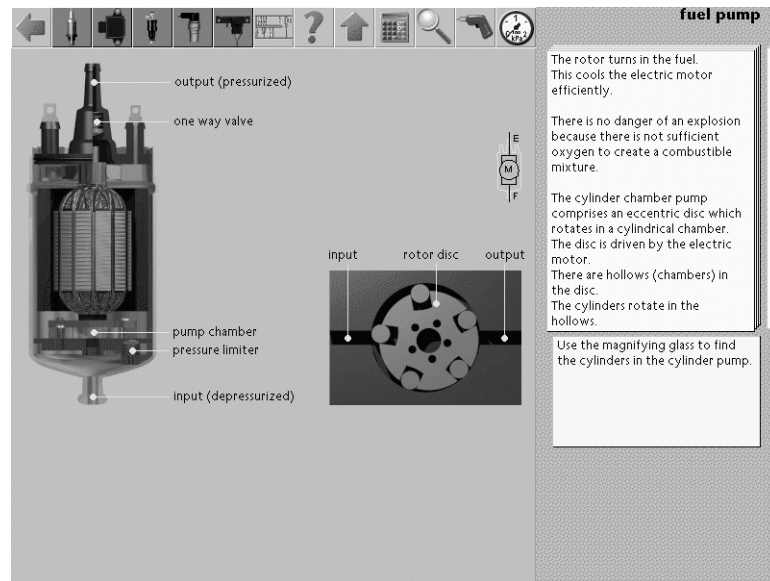 fuel pump
output (pressurized)
one way valve
E
M
F
input
rotor disc
output
pump chamber
pressure limiter
input (depressurized)
The rotor turns in the fuel.
This cools the electric motor
efficiently.
There is no danger of an explosion
because there is not sufficient
oxygen to create a combustible
mixture.
The cylinder chamber pump
comprises an eccentric disc which
rotates in a cylindrical chamber.
The disc is driven by the electric
motor.
There are hollows (chambers) in
the disc.
The cylinders rotate in the
hollows.
Use the magnifying glass to find
the cylinders in the cylinder pump.